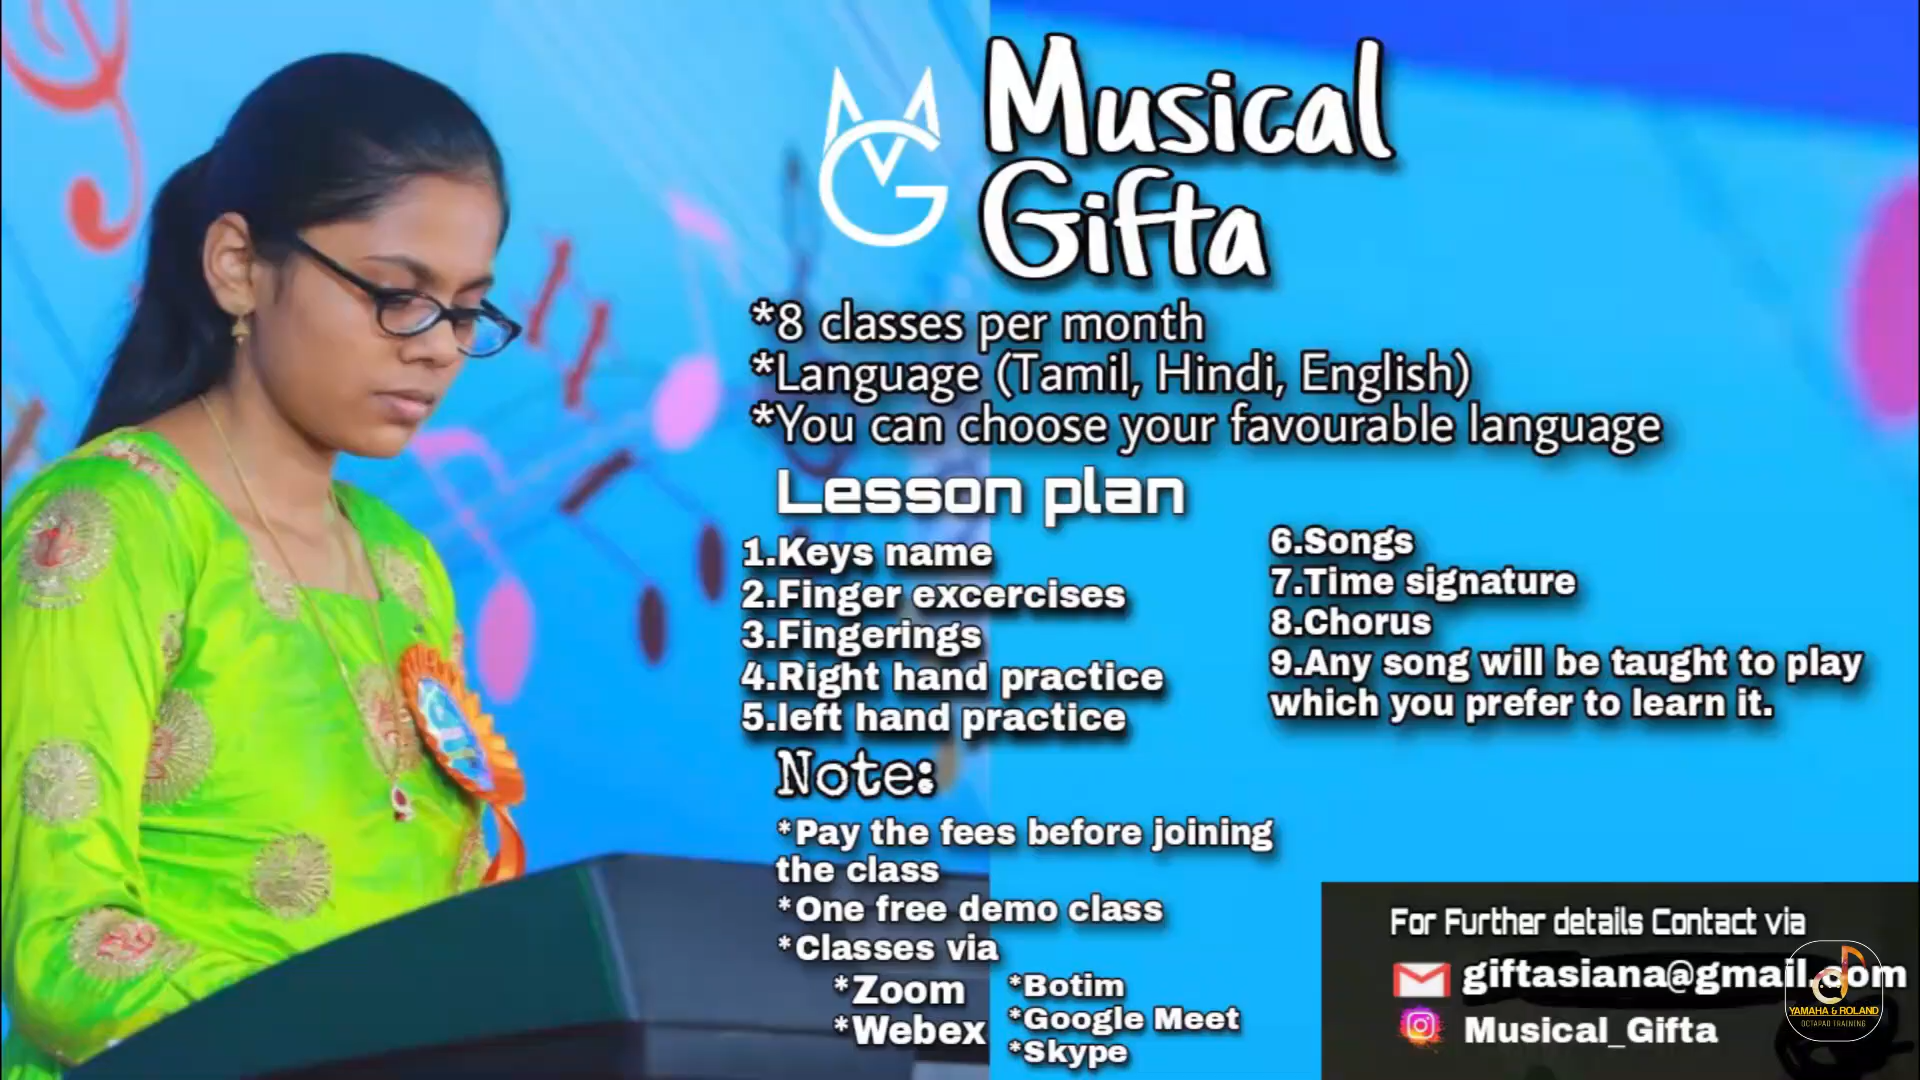 MG
Musical
Gifta
*8 classes per month
*Language (Tamil, Hindi, English)
*You can choose your favourable language
Lesson plan
1.Keys name
2.Finger excercises
3.Fingerings
4.Right hand practice
5.left hand practice
6.Songs
7.Time signature
8.Chorus
9.Any song will be taught to play
which you prefer to learn it.
Note:
*Pay the fees before joining
the class
*One free demo class
*Classes via
*Zoom
*Webex
*Botim
*Google Meet
*Skype
For Further details Contact via
giftasiana@gmail.com
Musical_Gifta
YAMAHA & ROLAND
OCTAPAD TRAINING